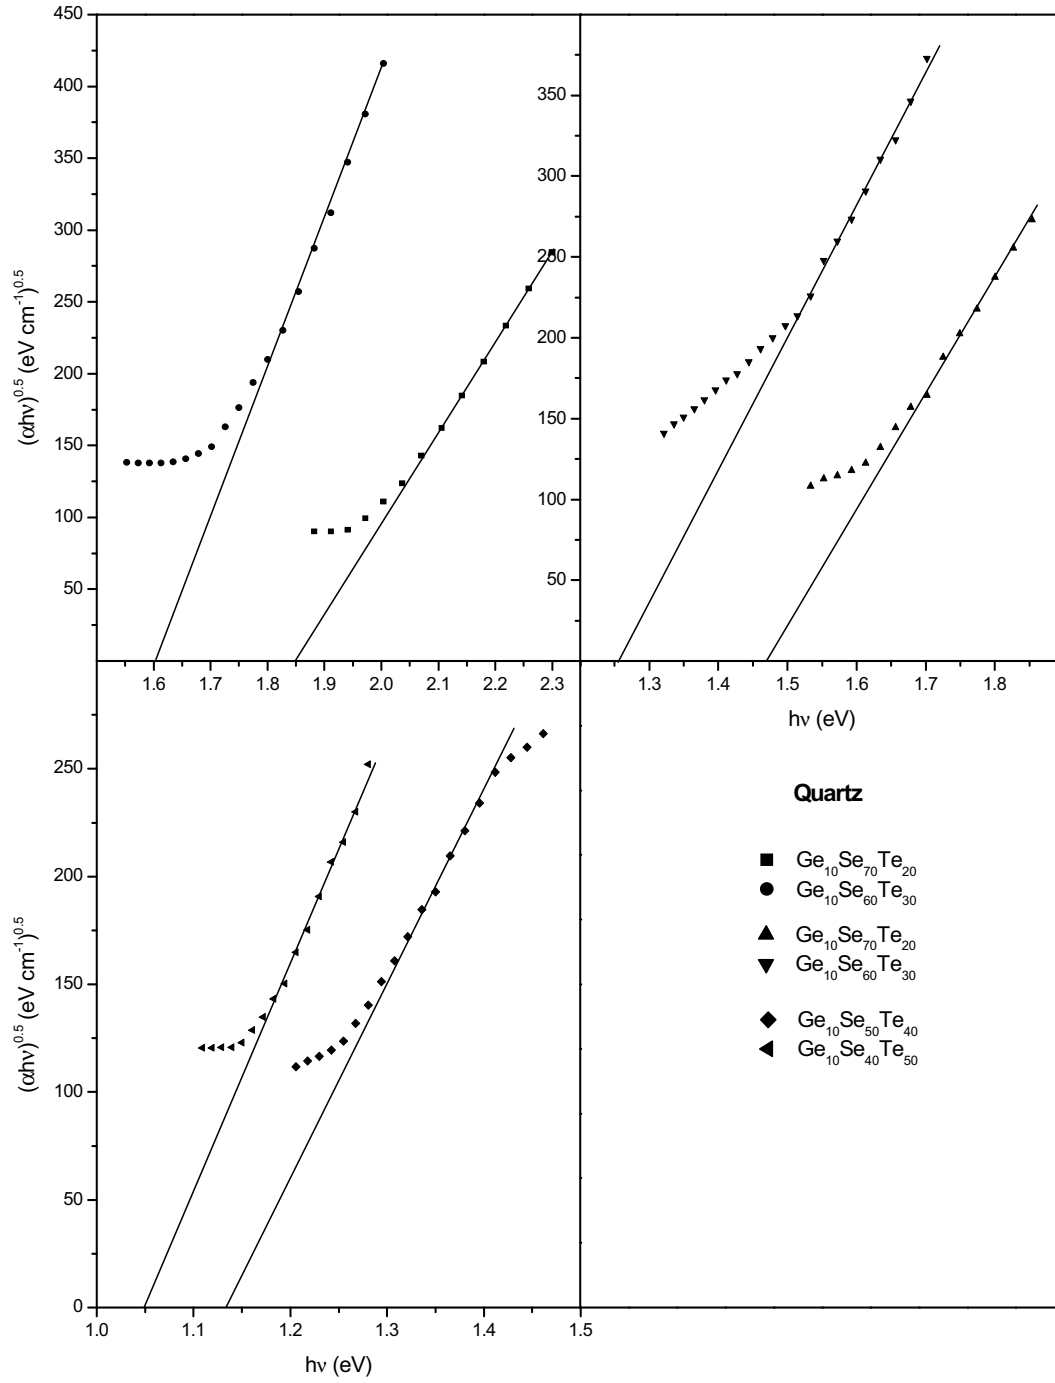 450
400
350
300
250
200
150
100
50
(αhν)^0.5 (eV cm^-1)^0.5
1.6 1.7 1.8 1.9 2.0 2.1 2.2 2.3
350
300
250
200
150
100
50
1.3 1.4 1.5 1.6 1.7 1.8
hν (eV)
250
200
150
100
50
0
(αhν)^0.5 (eV cm^-1)^0.5
1.0 1.1 1.2 1.3 1.4 1.5
hν (eV)
Quartz
Ge10Se70Te20
Ge10Se60Te30
Ge10Se70Te20
Ge10Se60Te30
Ge10Se50Te40
Ge10Se40Te50